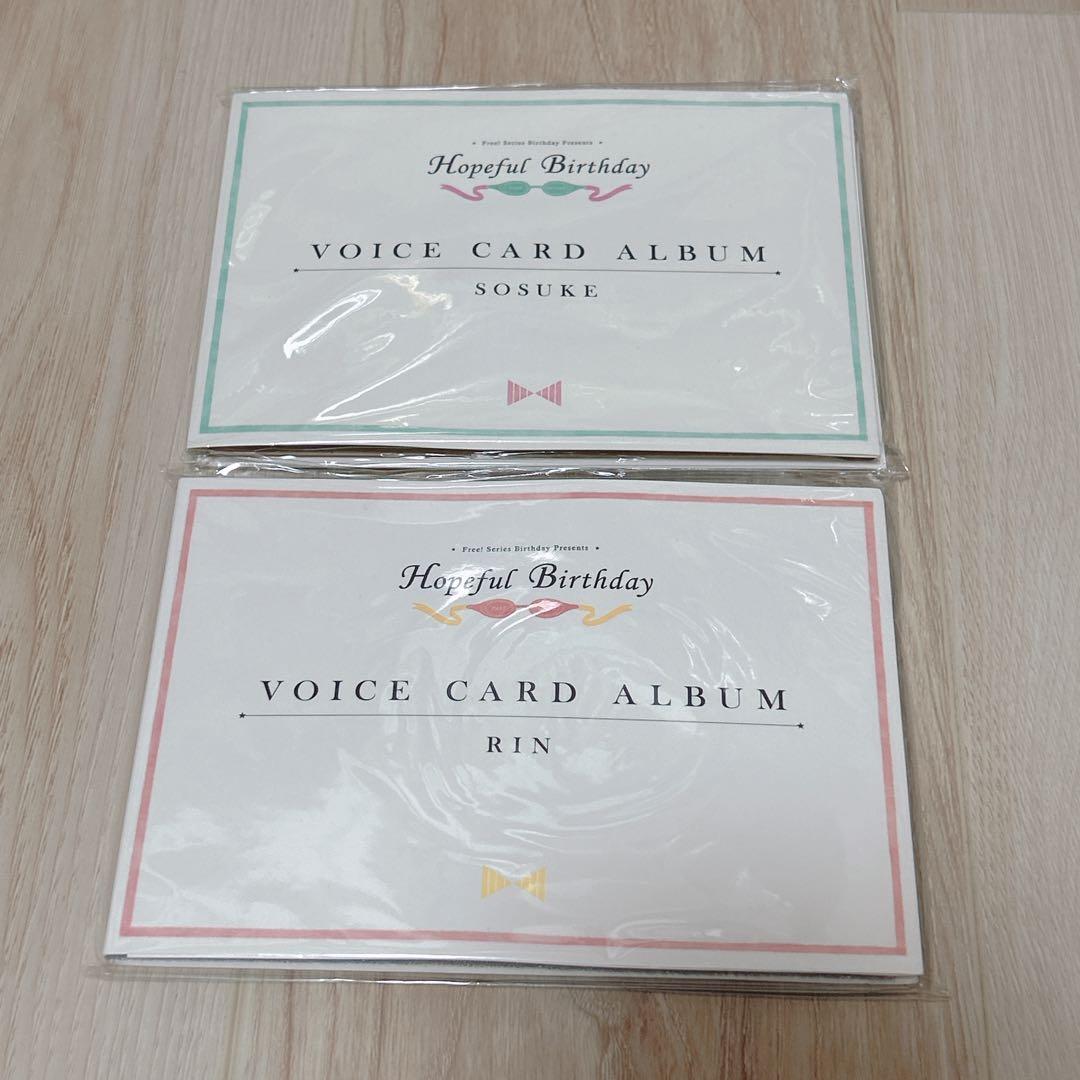 Free! Series Birthday Presents
Hopeful Birthday
VOICE CARD ALBUM
SOSUKE
Free! Series Birthday Presents
Hopeful Birthday
VOICE CARD ALBUM
RIN